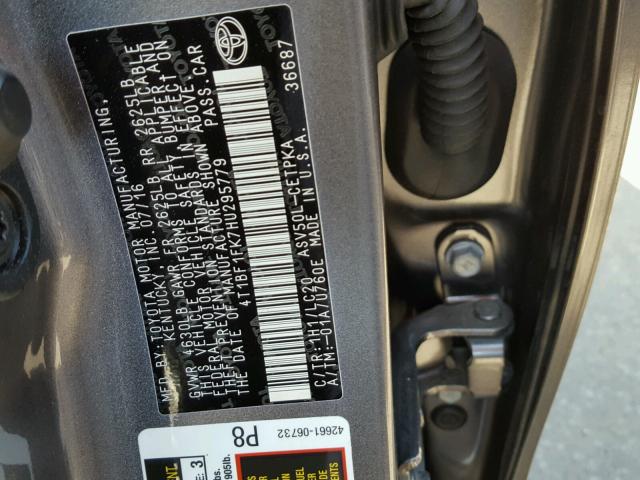 MFD. BY: TOYOTA MOTOR MANUFACTURING,
KENTUCKY, INC. 07/16
GVWR 4630LB GAWR FR 2625LB RR 2625LB
THIS VEHICLE CONFORMS TO ALL APPLICABLE
FEDERAL MOTOR VEHICLE SAFETY BUMPER, AND
THEFT PREVENTION STANDARDS IN EFFECT ON
THE DATE OF MANUFACTURE SHOWN ABOVE.
4T1BF1FK7HU295779 PASS. CAR
TOYOTA
36687
C/TR: 1H1/LC20 ASV50L-CETPKA
A/TM: -01A/U760E MADE IN U.S.A.
42661-06732
P8
3
905lb.